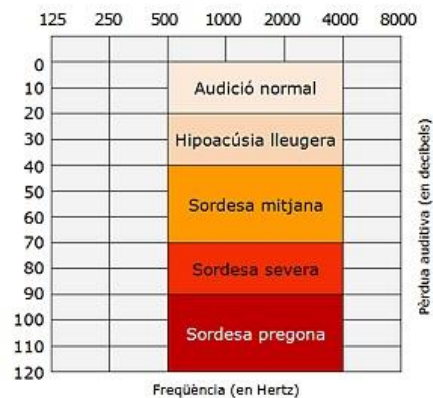 125 250 500 1000 2000 4000 8000
0
10
Audició normal
20
30
Hipoacúsia lleugera
40
50
Sordesa mitjana
60
70
80
Sordesa severa
90
100
Sordesa pregona
110
120
Freqüència (en Hertz)
Pèrdua auditiva (en decibels)